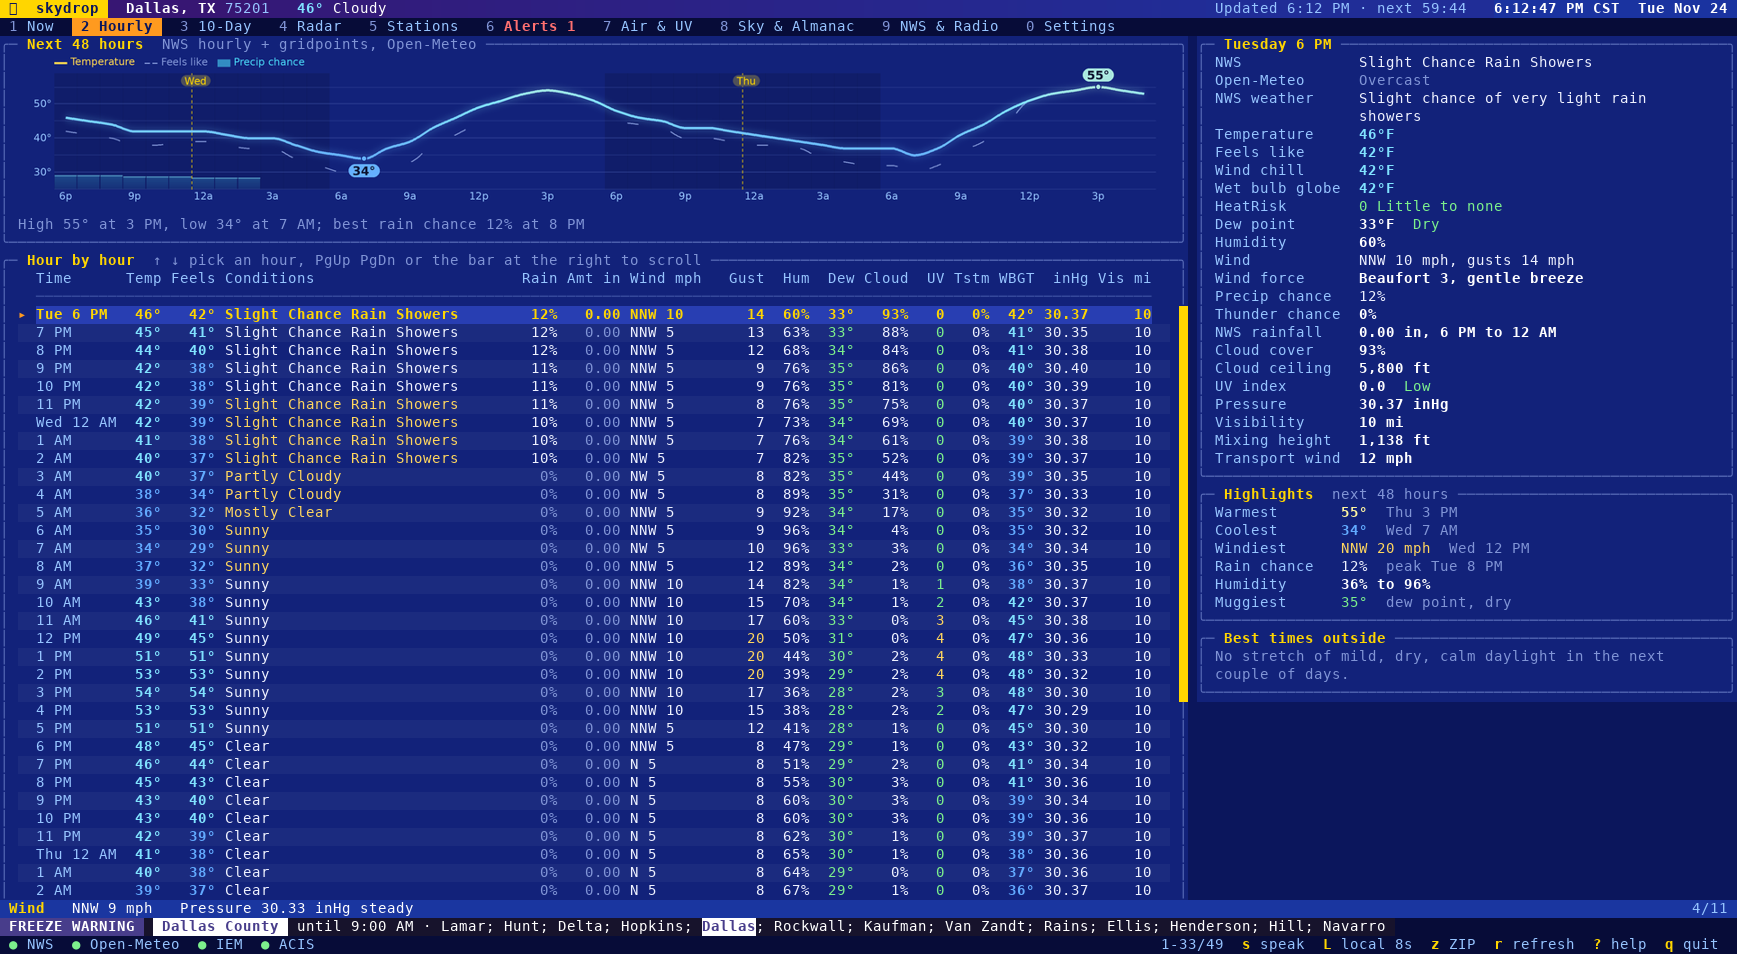 skydrop  Dallas, TX 75201  46° Cloudy  Updated 6:12 PM · next 59:44  6:12:47 PM CST  Tue Nov 24
1 Now  2 Hourly  3 10-Day  4 Radar  5 Stations  6 Alerts 1  7 Air & UV  8 Sky & Almanac  9 NWS & Radio  0 Settings
Next 48 hours  NWS hourly + gridpoints, Open-Meteo
Temperature  Feels like  Precip chance
Wed  Thu  55°
50°
40°
30°
34°
6p  9p  12a  3a  6a  9a  12p  3p  6p  9p  12a  3a  6a  9a  12p  3p
High 55° at 3 PM, low 34° at 7 AM; best rain chance 12% at 8 PM
Hour by hour  ↑ ↓ pick an hour, PgUp PgDn or the bar at the right to scroll
Time  Temp  Feels  Conditions  Rain  Amt in  Wind mph  Gust  Hum  Dew  Cloud  UV  Tstm  WBGT  inHg  Vis mi
▸ Tue 6 PM  46°  42°  Slight Chance Rain Showers  12%  0.00  NNW 10  14  60%  33°  93%  0  0%  42°  30.37  10
7 PM  45°  41°  Slight Chance Rain Showers  12%  0.00  NNW 5  13  63%  33°  88%  0  0%  41°  30.35  10
8 PM  44°  40°  Slight Chance Rain Showers  12%  0.00  NNW 5  12  68%  34°  84%  0  0%  41°  30.38  10
9 PM  42°  38°  Slight Chance Rain Showers  11%  0.00  NNW 5  9  76%  35°  86%  0  0%  40°  30.40  10
10 PM  42°  38°  Slight Chance Rain Showers  11%  0.00  NNW 5  9  76%  35°  81%  0  0%  40°  30.39  10
11 PM  42°  39°  Slight Chance Rain Showers  11%  0.00  NNW 5  8  76%  35°  75%  0  0%  40°  30.37  10
Wed 12 AM  42°  39°  Slight Chance Rain Showers  10%  0.00  NNW 5  7  73%  34°  69%  0  0%  40°  30.37  10
1 AM  41°  38°  Slight Chance Rain Showers  10%  0.00  NNW 5  7  76%  34°  61%  0  0%  39°  30.38  10
2 AM  40°  37°  Slight Chance Rain Showers  10%  0.00  NW 5  7  82%  35°  52%  0  0%  39°  30.37  10
3 AM  40°  37°  Partly Cloudy  0%  0.00  NW 5  8  82%  35°  44%  0  0%  39°  30.35  10
4 AM  38°  34°  Partly Cloudy  0%  0.00  NW 5  8  89%  35°  31%  0  0%  37°  30.33  10
5 AM  36°  32°  Mostly Clear  0%  0.00  NNW 5  9  92%  34°  17%  0  0%  35°  30.32  10
6 AM  35°  30°  Sunny  0%  0.00  NNW 5  9  96%  34°  4%  0  0%  35°  30.32  10
7 AM  34°  29°  Sunny  0%  0.00  NW 5  10  96%  33°  3%  0  0%  34°  30.34  10
8 AM  37°  32°  Sunny  0%  0.00  NNW 5  12  89%  34°  2%  0  0%  36°  30.35  10
9 AM  39°  33°  Sunny  0%  0.00  NNW 10  14  82%  34°  1%  1  0%  38°  30.37  10
10 AM  43°  38°  Sunny  0%  0.00  NNW 10  15  70%  34°  1%  2  0%  42°  30.37  10
11 AM  46°  41°  Sunny  0%  0.00  NNW 10  17  60%  33°  0%  3  0%  45°  30.38  10
12 PM  49°  45°  Sunny  0%  0.00  NNW 10  20  50%  31°  0%  4  0%  47°  30.36  10
1 PM  51°  51°  Sunny  0%  0.00  NNW 10  20  44%  30°  2%  4  0%  48°  30.33  10
2 PM  53°  53°  Sunny  0%  0.00  NNW 10  20  39%  29°  2%  4  0%  48°  30.32  10
3 PM  54°  54°  Sunny  0%  0.00  NNW 10  17  36%  28°  2%  3  0%  48°  30.30  10
4 PM  53°  53°  Sunny  0%  0.00  NNW 10  15  38%  28°  2%  2  0%  47°  30.29  10
5 PM  51°  51°  Sunny  0%  0.00  NNW 5  12  41%  28°  1%  0  0%  45°  30.30  10
6 PM  48°  45°  Clear  0%  0.00  NNW 5  8  47%  29°  1%  0  0%  43°  30.32  10
7 PM  46°  44°  Clear  0%  0.00  N 5  8  51%  29°  2%  0  0%  41°  30.34  10
8 PM  45°  43°  Clear  0%  0.00  N 5  8  55%  30°  3%  0  0%  41°  30.36  10
9 PM  43°  40°  Clear  0%  0.00  N 5  8  60%  30°  3%  0  0%  39°  30.34  10
10 PM  43°  40°  Clear  0%  0.00  N 5  8  60%  30°  3%  0  0%  39°  30.36  10
11 PM  42°  39°  Clear  0%  0.00  N 5  8  62%  30°  1%  0  0%  39°  30.37  10
Thu 12 AM  41°  38°  Clear  0%  0.00  N 5  8  65%  30°  1%  0  0%  38°  30.36  10
1 AM  40°  38°  Clear  0%  0.00  N 5  8  64%  29°  0%  0  0%  37°  30.36  10
2 AM  39°  37°  Clear  0%  0.00  N 5  8  67%  29°  1%  0  0%  36°  30.37  10
Tuesday 6 PM
NWS  Slight Chance Rain Showers
Open-Meteo  Overcast
NWS weather  Slight chance of very light rain
showers
Temperature  46°F
Feels like  42°F
Wind chill  42°F
Wet bulb globe  42°F
HeatRisk  0 Little to none
Dew point  33°F  Dry
Humidity  60%
Wind  NNW 10 mph, gusts 14 mph
Wind force  Beaufort 3, gentle breeze
Precip chance  12%
Thunder chance  0%
NWS rainfall  0.00 in, 6 PM to 12 AM
Cloud cover  93%
Cloud ceiling  5,800 ft
UV index  0.0  Low
Pressure  30.37 inHg
Visibility  10 mi
Mixing height  1,138 ft
Transport wind  12 mph
Highlights  next 48 hours
Warmest  55°  Thu 3 PM
Coolest  34°  Wed 7 AM
Windiest  NNW 20 mph  Wed 12 PM
Rain chance  12%  peak Tue 8 PM
Humidity  36% to 96%
Muggiest  35°  dew point, dry
Best times outside
No stretch of mild, dry, calm daylight in the next
couple of days.
Wind  NNW 9 mph  Pressure 30.33 inHg steady  4/11
FREEZE WARNING  Dallas County  until 9:00 AM · Lamar; Hunt; Delta; Hopkins; Dallas; Rockwall; Kaufman; Van Zandt; Rains; Ellis; Henderson; Hill; Navarro
● NWS  ● Open-Meteo  ● IEM  ● ACIS  1-33/49  s speak  L local 8s  z ZIP  r refresh  ? help  q quit